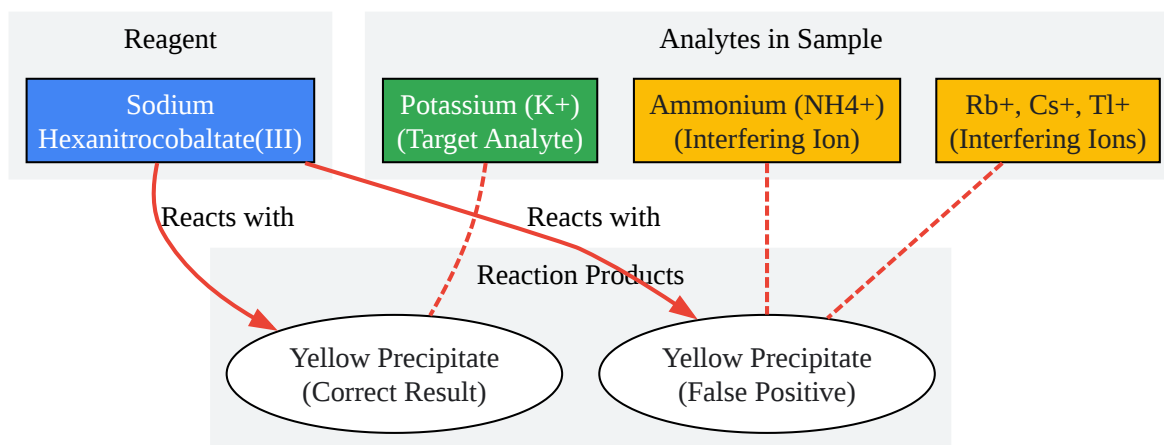 Reagent
Analytes in Sample
Sodium
Hexanitrocobaltate(III)
Potassium (K+)
(Target Analyte)
Ammonium (NH4+)
(Interfering Ion)
Rb+, Cs+, Tl+
(Interfering Ions)
Reacts with
Reacts with
Reaction Products
Yellow Precipitate
(Correct Result)
Yellow Precipitate
(False Positive)